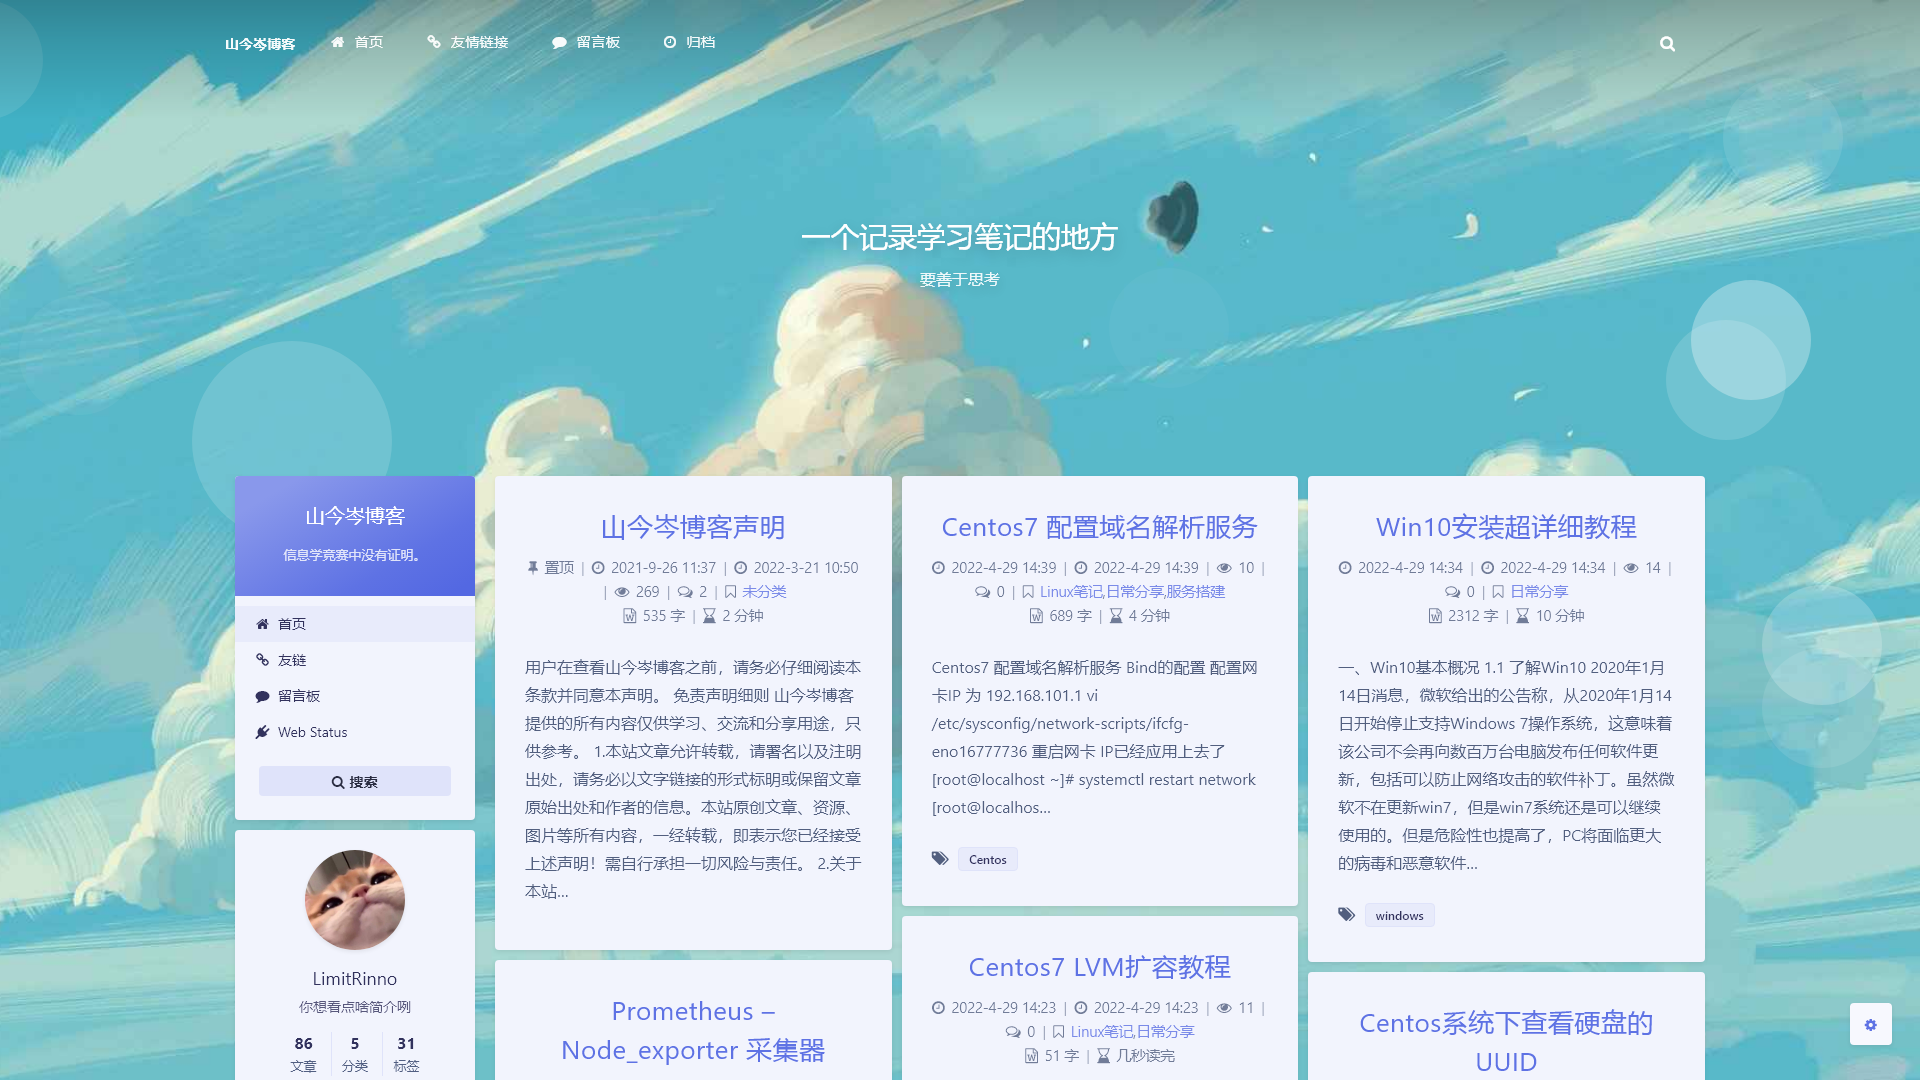 山今岑博客
首页
友情链接
留言板
归档
一个记录学习笔记的地方
要善于思考
山今岑博客
信息学竞赛中没有证明。
首页
友链
留言板
Web Status
搜索
LimitRinno
你想看点啥简介咧
86 5 31
文章 分类 标签
山今岑博客声明
置顶 | 2021-9-26 11:37 | 2022-3-21 10:50
| 269 | 2 | 未分类
535 字 | 2 分钟
用户在查看山今岑博客之前，请务必仔细阅读本
条款并同意本声明。 免责声明细则 山今岑博客
提供的所有内容仅供学习、交流和分享用途，只
供参考。 1.本站文章允许转载，请署名以及注明
出处，请务必以文字链接的形式标明或保留文章
原始出处和作者的信息。本站原创文章、资源、
图片等所有内容，一经转载，即表示您已经接受
上述声明！需自行承担一切风险与责任。 2.关于
本站...
Prometheus –
Node_exporter 采集器
Centos7 配置域名解析服务
2022-4-29 14:39 | 2022-4-29 14:39 | 10 |
0 | Linux笔记,日常分享,服务搭建
689 字 | 4 分钟
Centos7 配置域名解析服务 Bind的配置 配置网
卡IP 为 192.168.101.1 vi
/etc/sysconfig/network-scripts/ifcfg-
eno16777736 重启网卡 IP已经应用上去了
[root@localhost ~]# systemctl restart network
[root@localhos...
Centos
Centos7 LVM扩容教程
2022-4-29 14:23 | 2022-4-29 14:23 | 11 |
0 | Linux笔记,日常分享
51 字 | 几秒读完
Win10安装超详细教程
2022-4-29 14:34 | 2022-4-29 14:34 | 14 |
0 | 日常分享
2312 字 | 10 分钟
一、Win10基本概况 1.1 了解Win10 2020年1月
14日消息，微软给出的公告称，从2020年1月14
日开始停止支持Windows 7操作系统，这意味着
该公司不会再向数百万台电脑发布任何软件更
新，包括可以防止网络攻击的软件补丁。虽然微
软不在更新win7，但是win7系统还是可以继续
使用的。但是危险性也提高了，PC将面临更大
的病毒和恶意软件...
windows
Centos系统下查看硬盘的
UUID